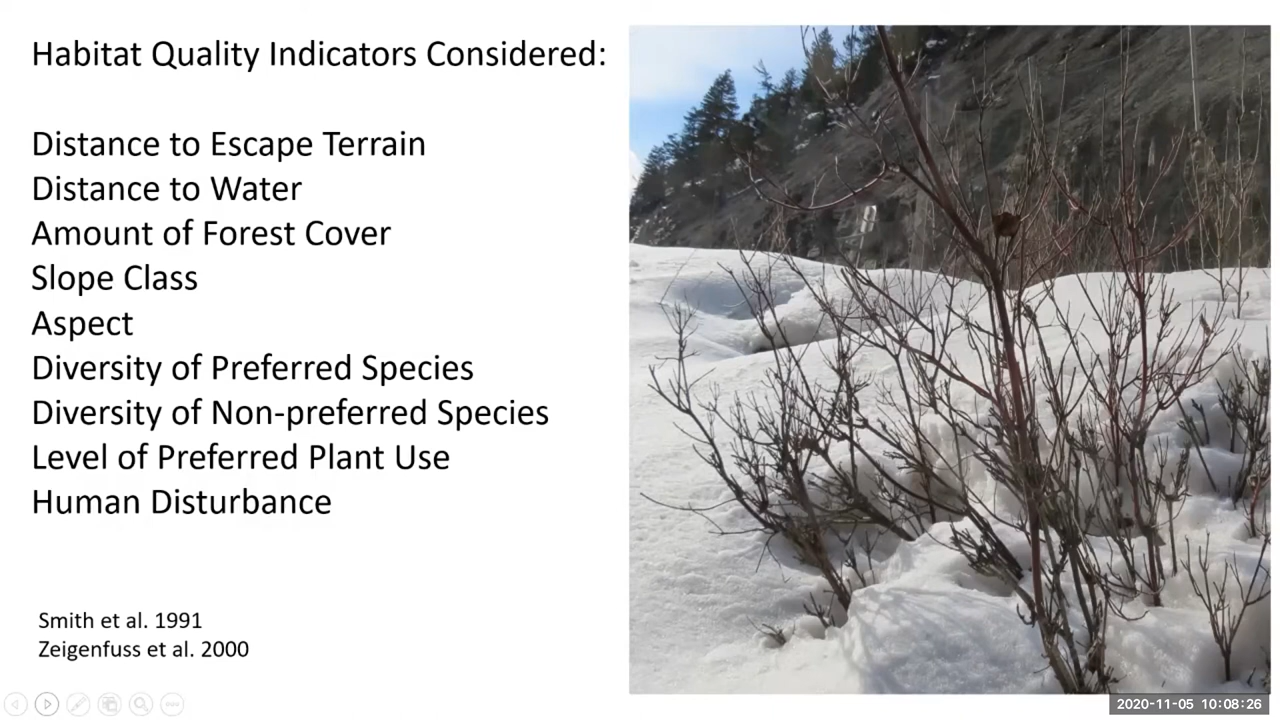 Habitat Quality Indicators Considered:
Distance to Escape Terrain
Distance to Water
Amount of Forest Cover
Slope Class
Aspect
Diversity of Preferred Species
Diversity of Non-preferred Species
Level of Preferred Plant Use
Human Disturbance
Smith et al. 1991
Zeigenfuss et al. 2000
2020-11-05 10:08:26